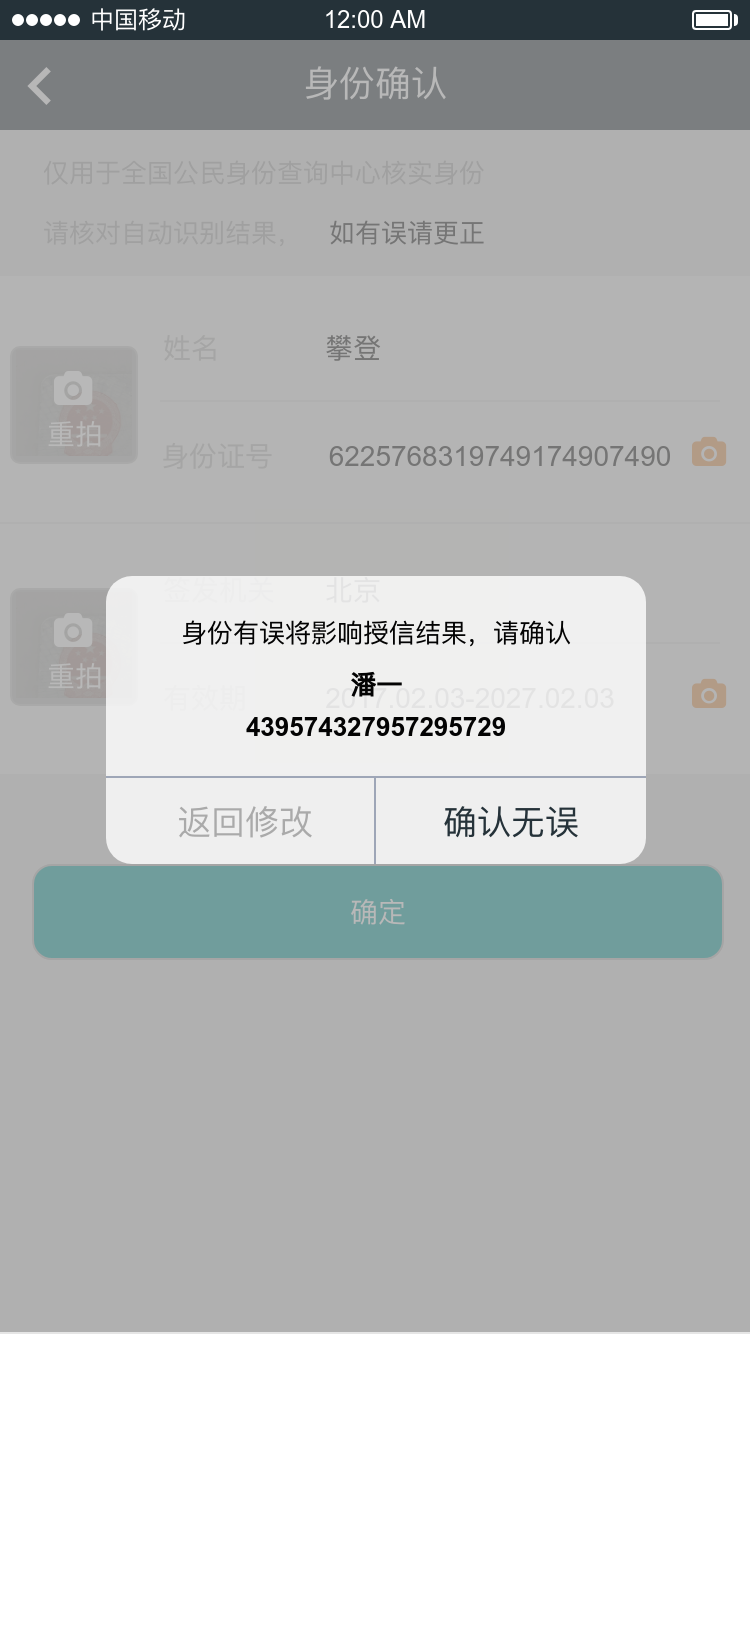 中国移动 12:00 AM
身份确认
仅用于全国公民身份查询中心核实身份
请核对自动识别结果， 如有误请更正
姓名 攀登
重拍
身份证号 6225768319749174907490
签发机关 北京
身份有误将影响授信结果，请确认
重拍
潘一
有效期 2017.02.03-2027.02.03
439574327957295729
返回修改 确认无误
确定